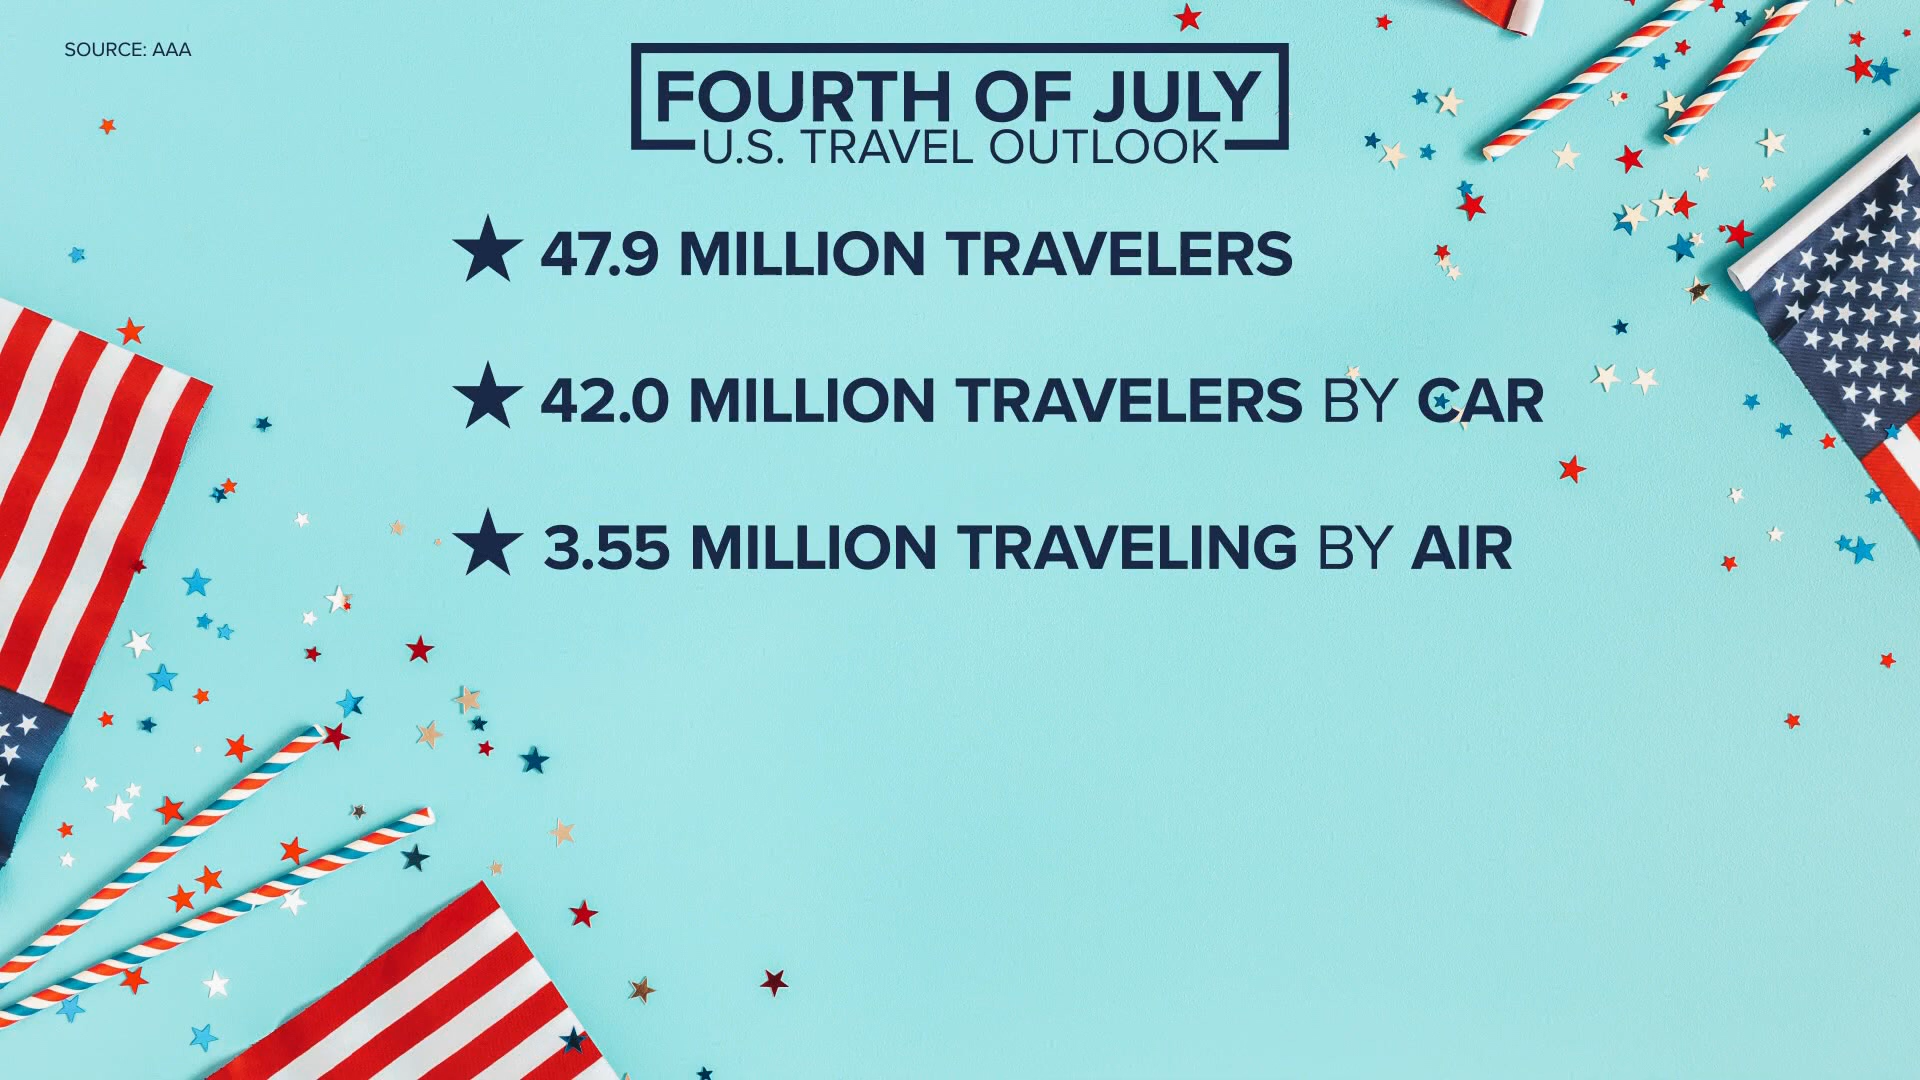 SOURCE: AAA
FOURTH OF JULY
U.S. TRAVEL OUTLOOK
47.9 MILLION TRAVELERS
42.0 MILLION TRAVELERS BY CAR
3.55 MILLION TRAVELING BY AIR